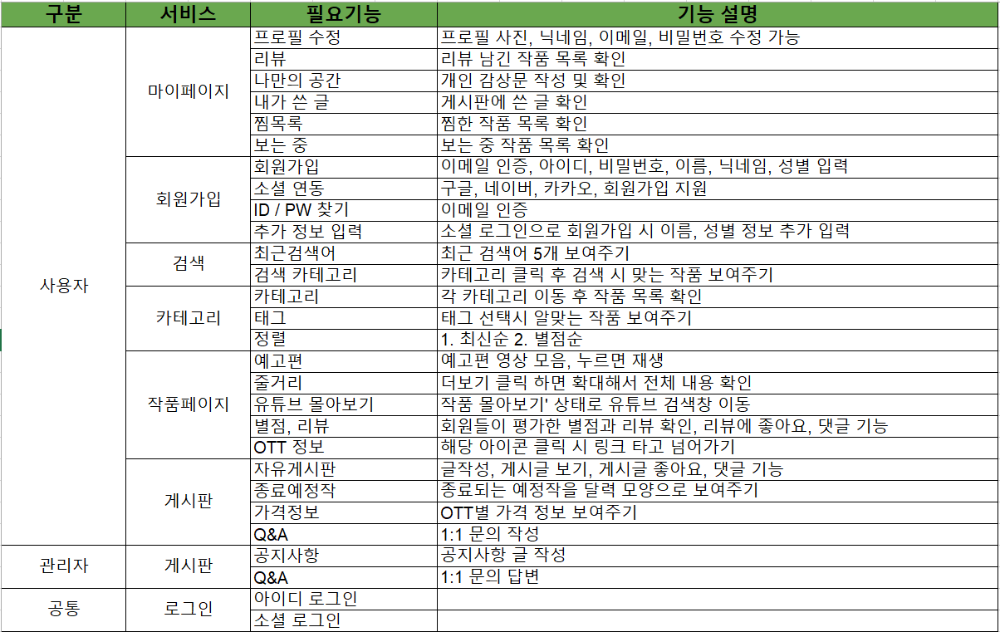 구분 서비스 필요기능 기능 설명
프로필 수정 프로필 사진, 닉네임, 이메일, 비밀번호 수정 가능
리뷰 리뷰 남긴 작품 목록 확인
나만의 공간 개인 감상문 작성 및 확인
마이페이지
내가 쓴 글 게시판에 쓴 글 확인
찜목록 찜한 작품 목록 확인
보는 중 보는 중 작품 목록 확인
회원가입 이메일 인증, 아이디, 비밀번호, 이름, 닉네임, 성별 입력
소셜 연동 구글, 네이버, 카카오, 회원가입 지원
회원가입
ID / PW 찾기 이메일 인증
추가 정보 입력 소셜 로그인으로 회원가입 시 이름, 성별 정보 추가 입력
최근검색어 최근 검색어 5개 보여주기
검색
검색 카테고리 카테고리 클릭 후 검색 시 맞는 작품 보여주기
사용자
카테고리 각 카테고리 이동 후 작품 목록 확인
카테고리 태그 태그 선택시 알맞는 작품 보여주기
정렬 1. 최신순 2. 별점순
예고편 예고편 영상 모음, 누르면 재생
줄거리 더보기 클릭 하면 확대해서 전체 내용 확인
작품페이지 유튜브 몰아보기 작품 몰아보기' 상태로 유튜브 검색창 이동
별점, 리뷰 회원들이 평가한 별점과 리뷰 확인, 리뷰에 좋아요, 댓글 기능
OTT 정보 해당 아이콘 클릭 시 링크 타고 넘어가기
자유게시판 글작성, 게시글 보기, 게시글 좋아요, 댓글 기능
종료예정작 종료되는 예정작을 달력 모양으로 보여주기
게시판
가격정보 OTT별 가격 정보 보여주기
Q&A 1:1 문의 작성
공지사항 공지사항 글 작성
관리자 게시판
Q&A 1:1 문의 답변
아이디 로그인
공통 로그인
소셜 로그인